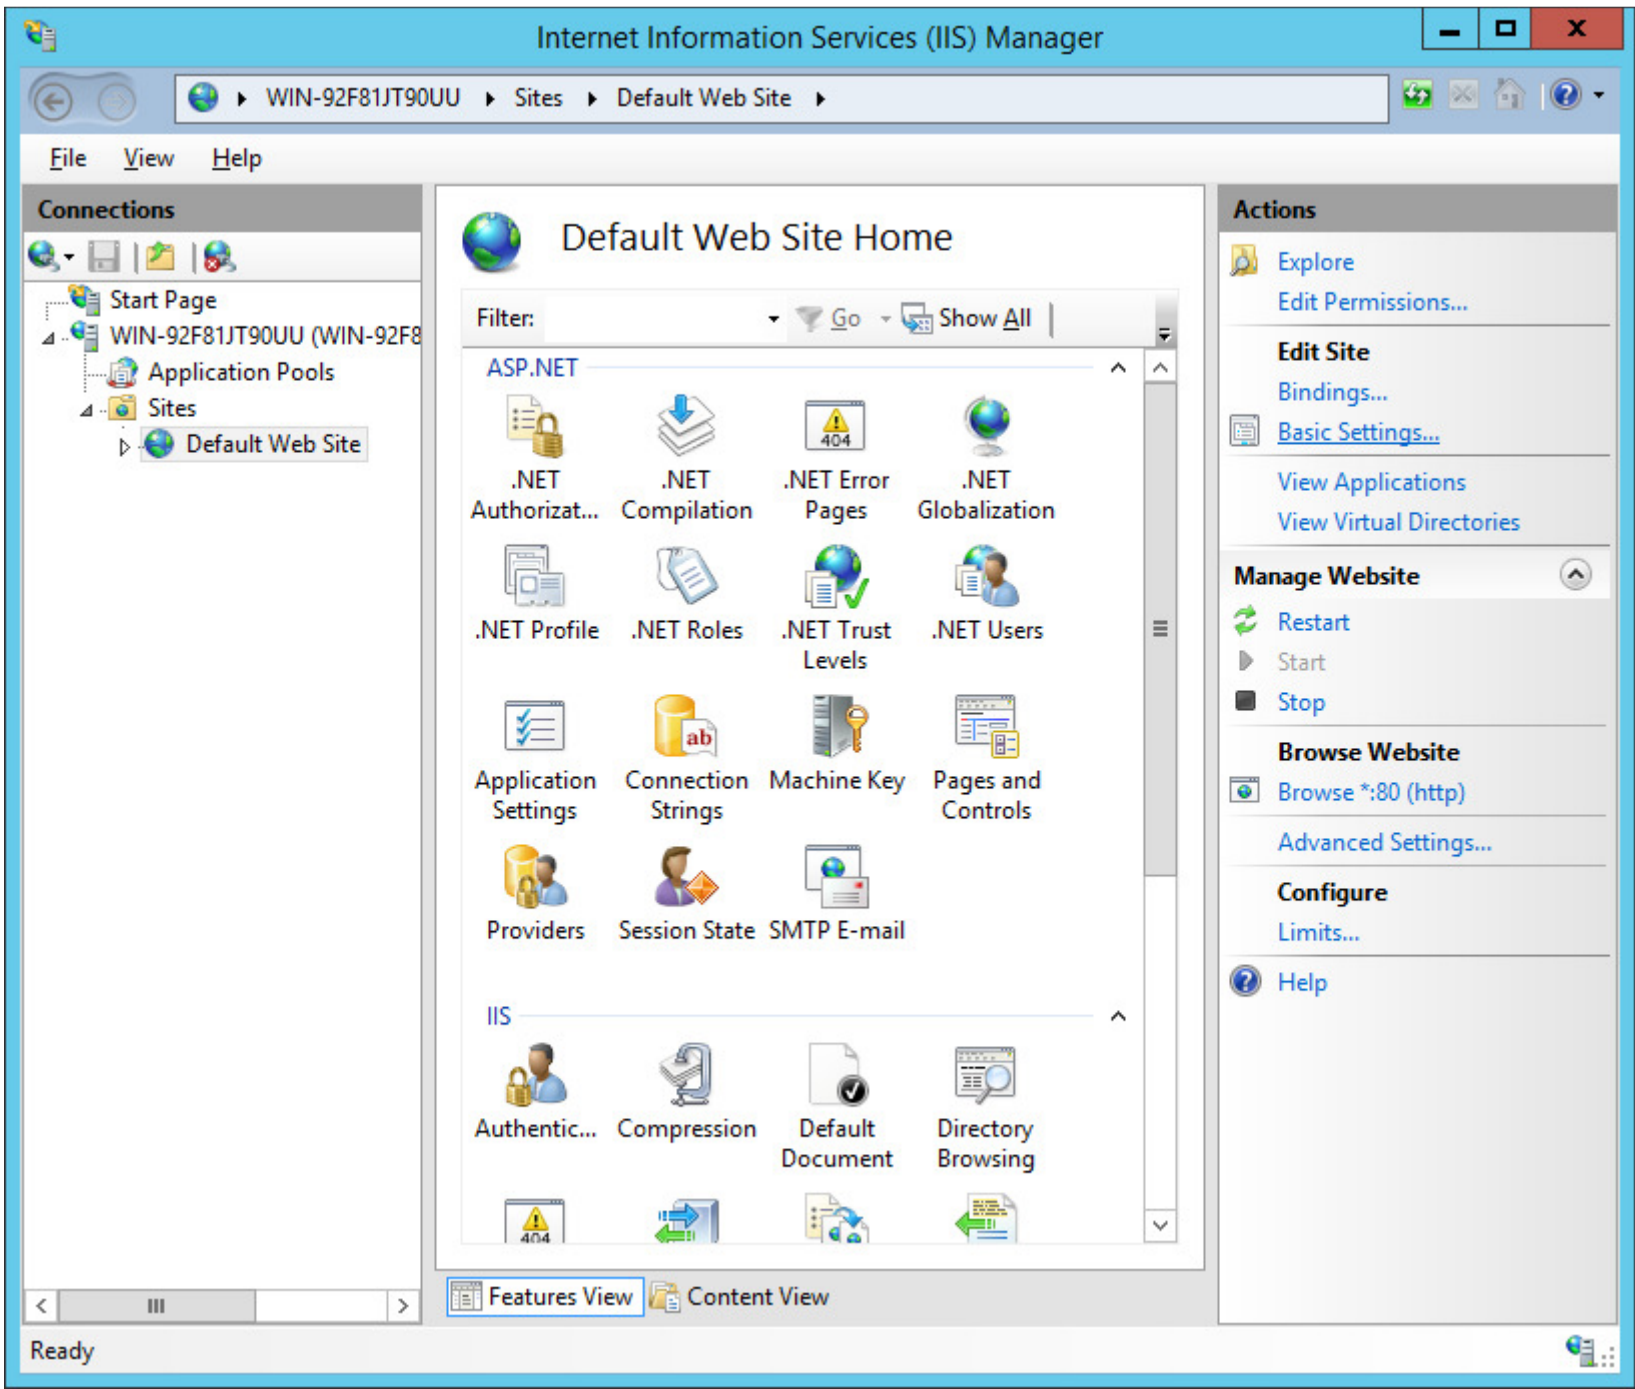 Internet Information Services (IIS) Manager
WIN-92F81JT90UU Sites Default Web Site
File View Help
Connections
Start Page
WIN-92F81JT90UU (WIN-92F8
Application Pools
Sites
Default Web Site
Default Web Site Home
Filter: Go Show All
ASP.NET
.NET Authorizat...
.NET Compilation
404
.NET Error Pages
.NET Globalization
.NET Profile
.NET Roles
.NET Trust Levels
.NET Users
Application Settings
ab
Connection Strings
Machine Key
Pages and Controls
Providers
Session State
SMTP E-mail
IIS
Authentic...
Compression
Default Document
Directory Browsing
404
Features View
Content View
Actions
Explore
Edit Permissions...
Edit Site
Bindings...
Basic Settings...
View Applications
View Virtual Directories
Manage Website
Restart
Start
Stop
Browse Website
Browse *:80 (http)
Advanced Settings...
Configure
Limits...
Help
Ready